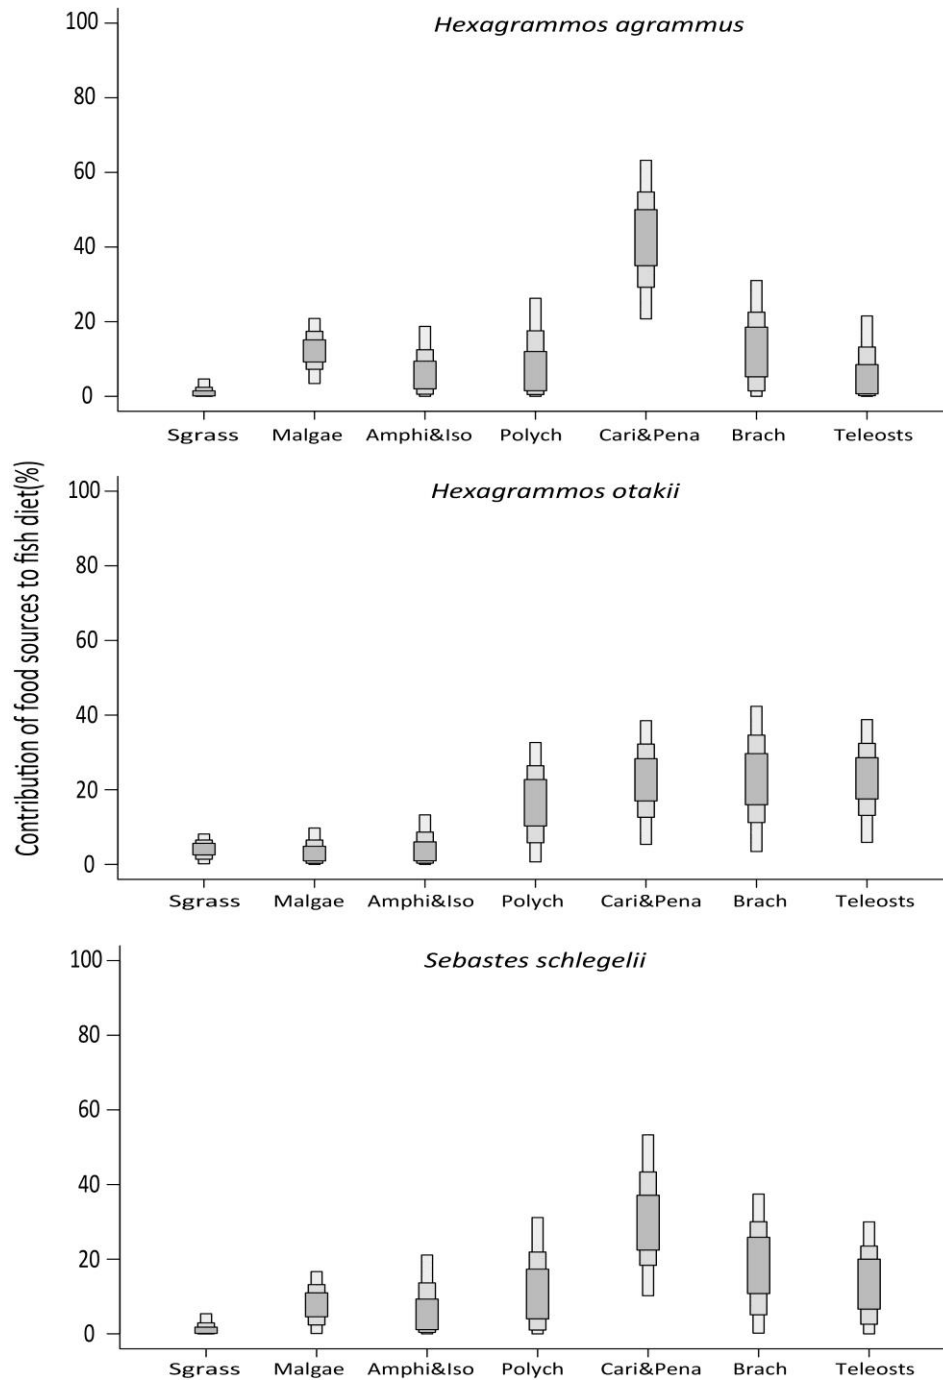 Contribution of food sources to fish diet(%)
Hexagrammos agrammus
100
80
60
40
20
0
Sgrass Malgae Amphi&Iso Polych Cari&Pena Brach Teleosts
Hexagrammos otakii
100
80
60
40
20
0
Sgrass Malgae Amphi&Iso Polych Cari&Pena Brach Teleosts
Sebastes schlegelii
100
80
60
40
20
0
Sgrass Malgae Amphi&Iso Polych Cari&Pena Brach Teleosts